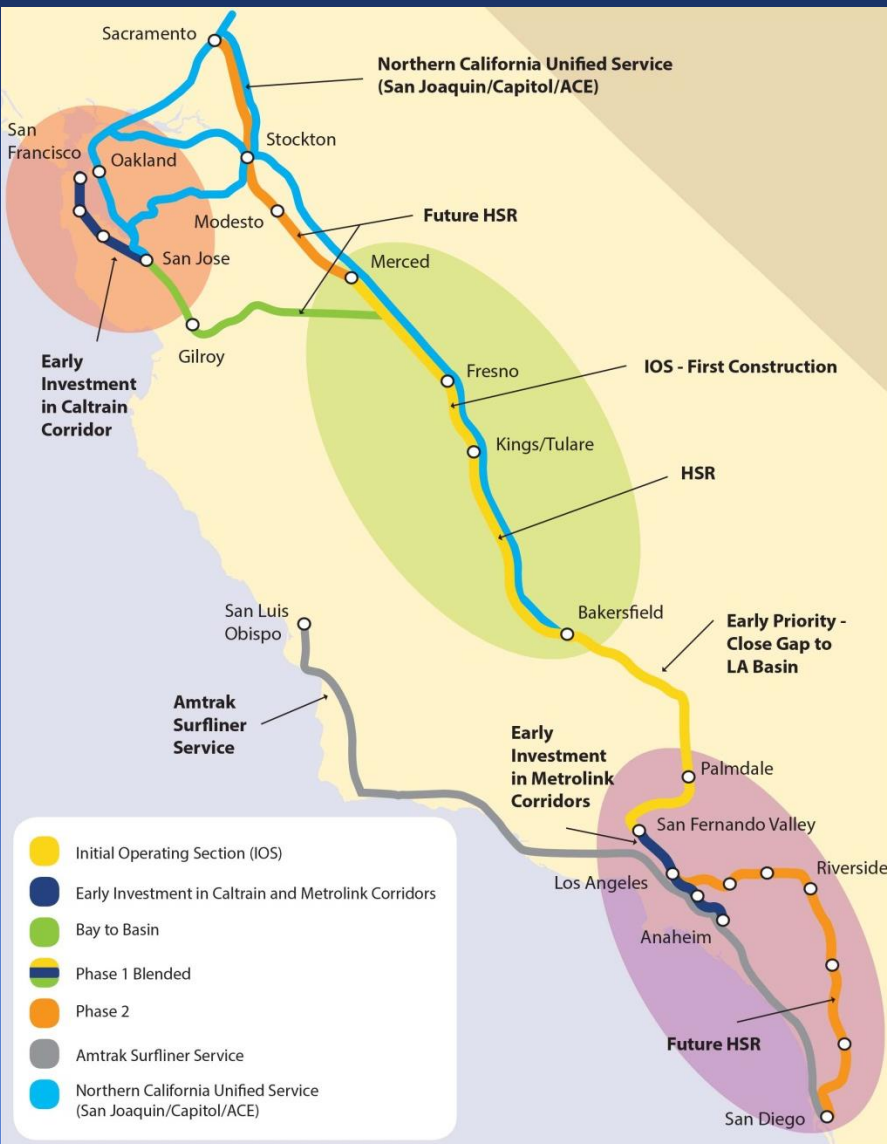 Sacramento
Northern California Unified Service
(San Joaquin/Capitol/ACE)
San
Francisco
Oakland
Stockton
Modesto
Future HSR
San Jose
Merced
Gilroy
Early
Investment
in Caltrain
Corridor
Fresno
IOS - First Construction
Kings/Tulare
HSR
San Luis
Obispo
Bakersfield
Early Priority -
Close Gap to
LA Basin
Amtrak
Surfliner
Service
Early
Investment
in Metrolink
Corridors
Palmdale
San Fernando Valley
Los Angeles
Riverside
Anaheim
Future HSR
San Diego
Initial Operating Section (IOS)
Early Investment in Caltrain and Metrolink Corridors
Bay to Basin
Phase 1 Blended
Phase 2
Amtrak Surfliner Service
Northern California Unified Service
(San Joaquin/Capitol/ACE)